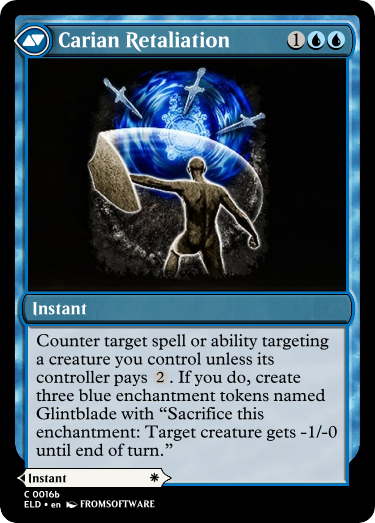 Carian Retaliation 1
Instant
Counter target spell or ability targeting
a creature you control unless its
controller pays 2. If you do, create
three blue enchantment tokens named
Glintblade with “Sacrifice this
enchantment: Target creature gets -1/-0
until end of turn.”
Instant *
C 0016b
ELD • en FROMSOFTWARE